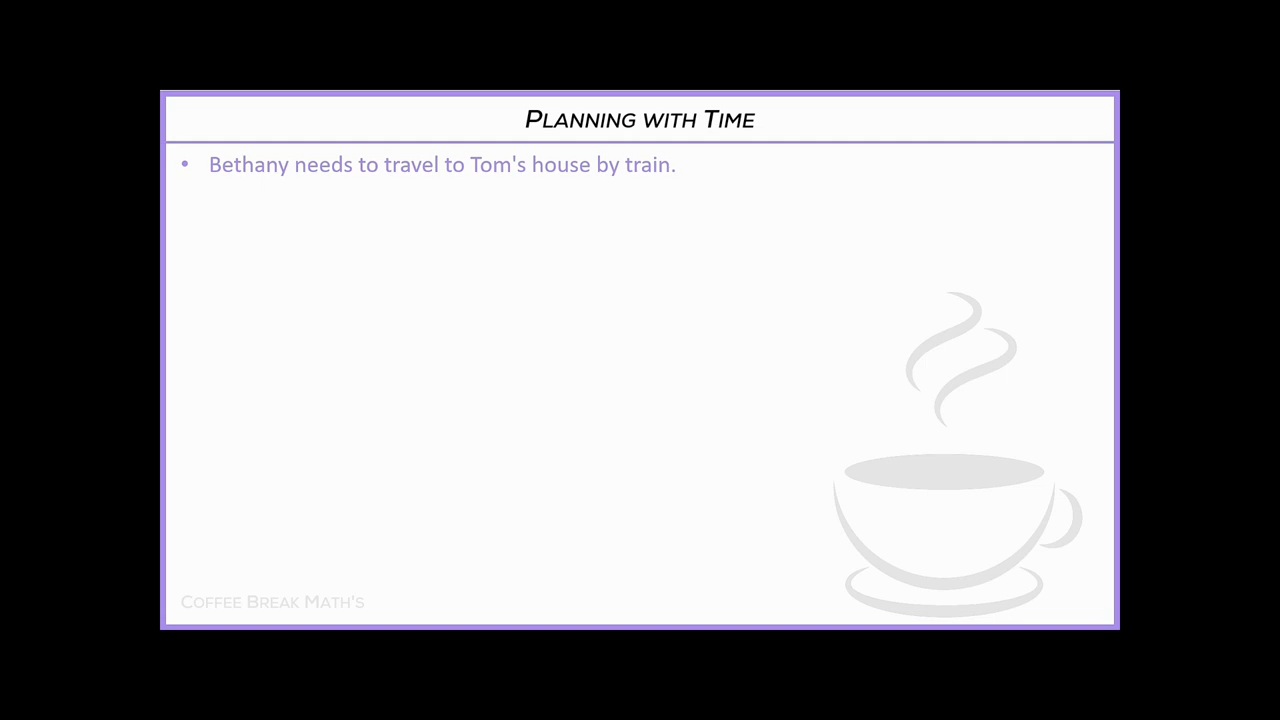 Planning with Time
• Bethany needs to travel to Tom's house by train.
Coffee Break Math's